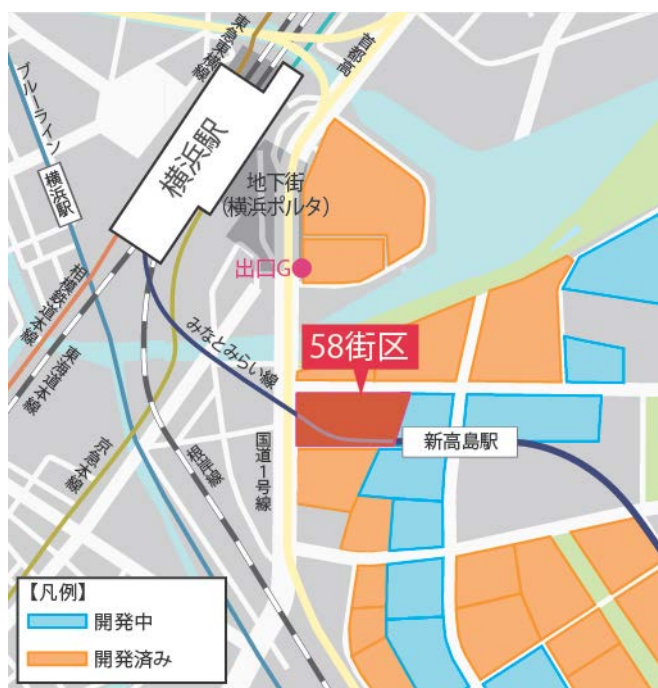 東急東横線
首都高
ブルーライン
横浜駅
横浜駅
地下街
(横浜ポルタ)
出口G
相模鉄道本線
みなとみらい線
58街区
東海道本線
京急本線
根岸線
国道1号線
新高島駅
【凡例】
開発中
開発済み